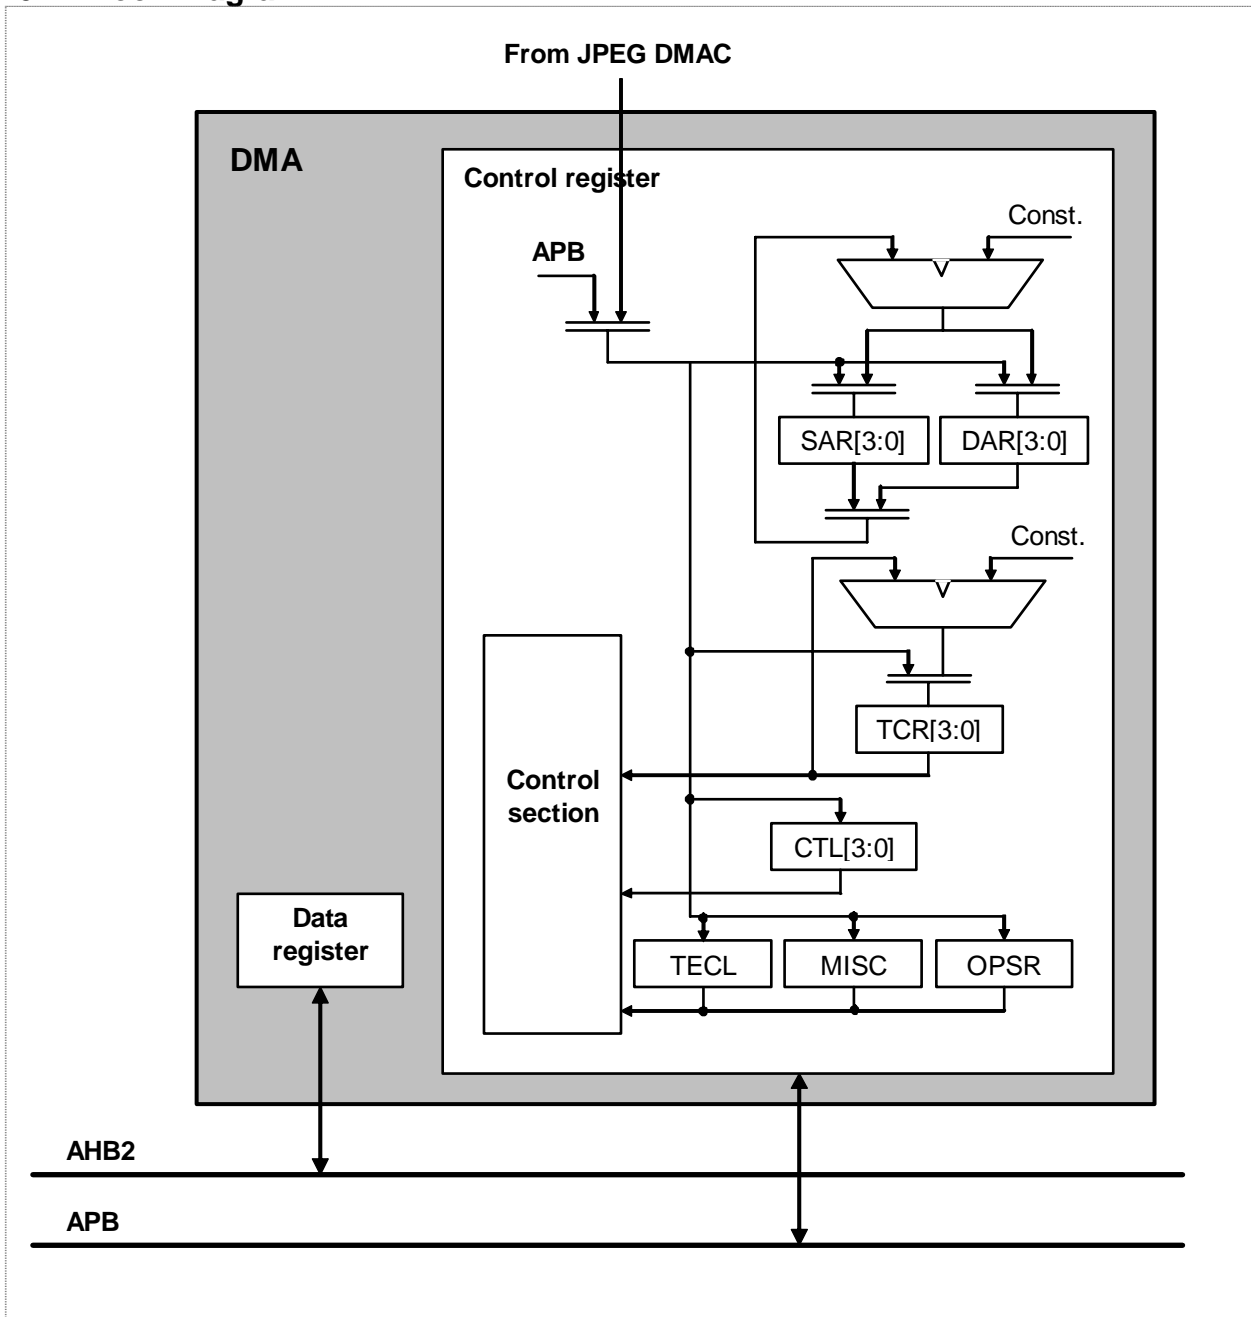 From JPEG DMAC
DMA
Control register
Const.
APB
SAR[3:0]
DAR[3:0]
Const.
TCR[3:0]
Control
section
CTL[3:0]
Data
register
TECL
MISC
OPSR
AHB2
APB